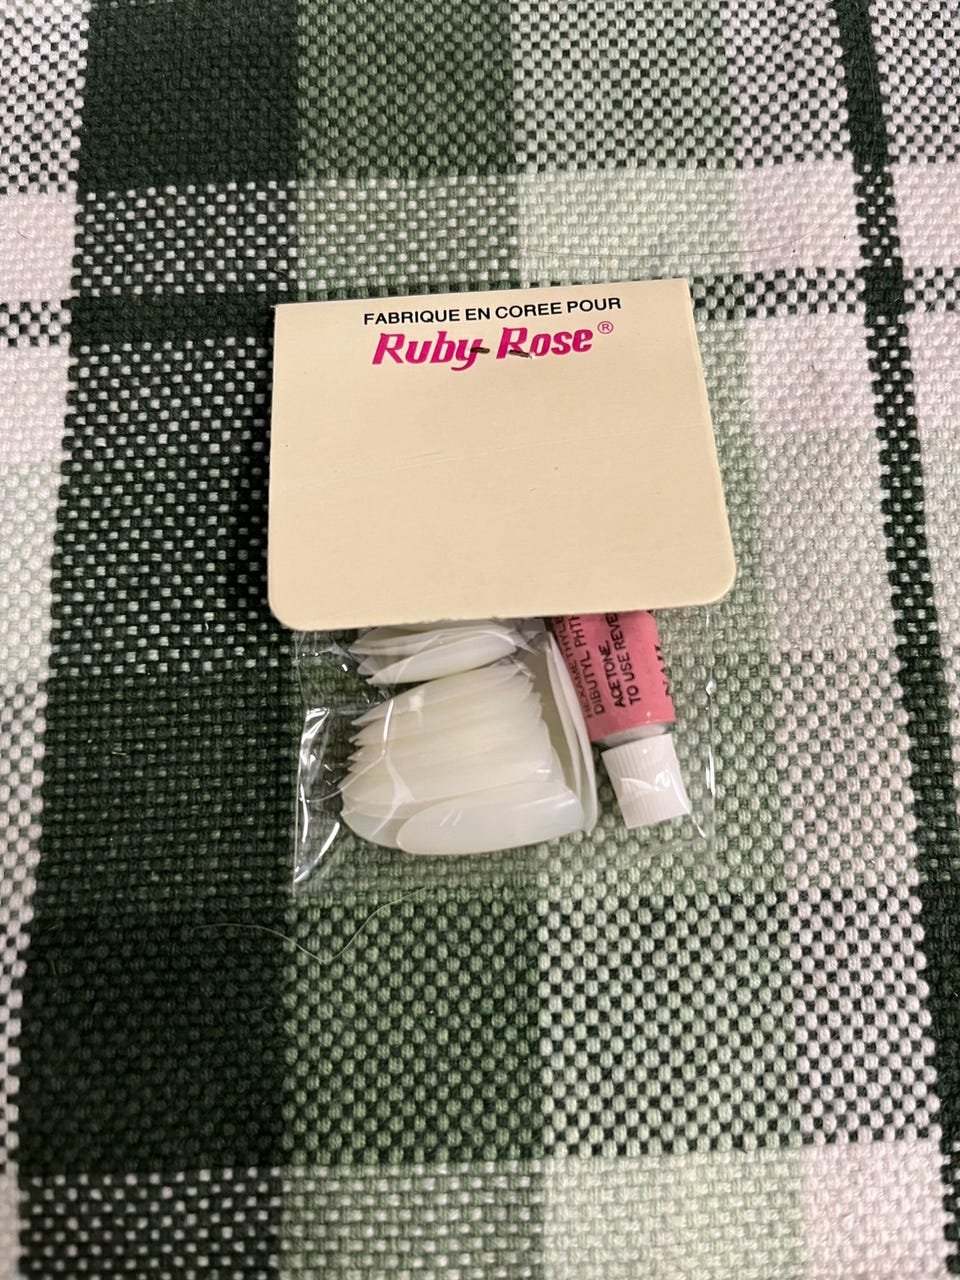 FABRIQUE EN COREE POUR
Ruby Rose®
DIBUTYL PHT
ACETONE.
TO USE REVE